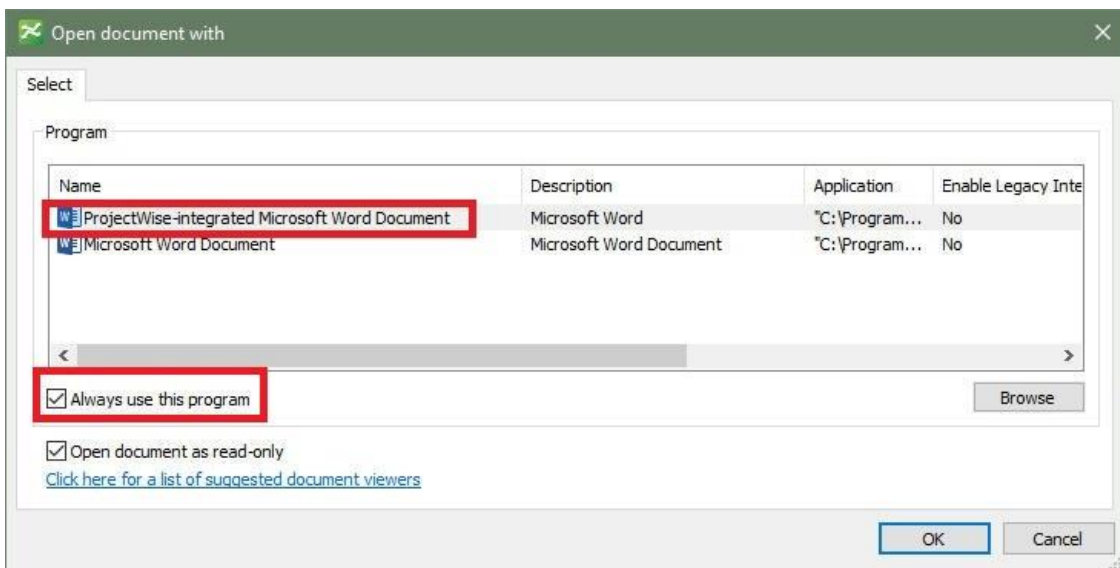 Open document with
Select
Program
Name Description Application Enable Legacy Inte
ProjectWise-integrated Microsoft Word Document Microsoft Word "C:\Program... No
Microsoft Word Document Microsoft Word Document "C:\Program... No
Always use this program Browse
Open document as read-only
Click here for a list of suggested document viewers
OK Cancel